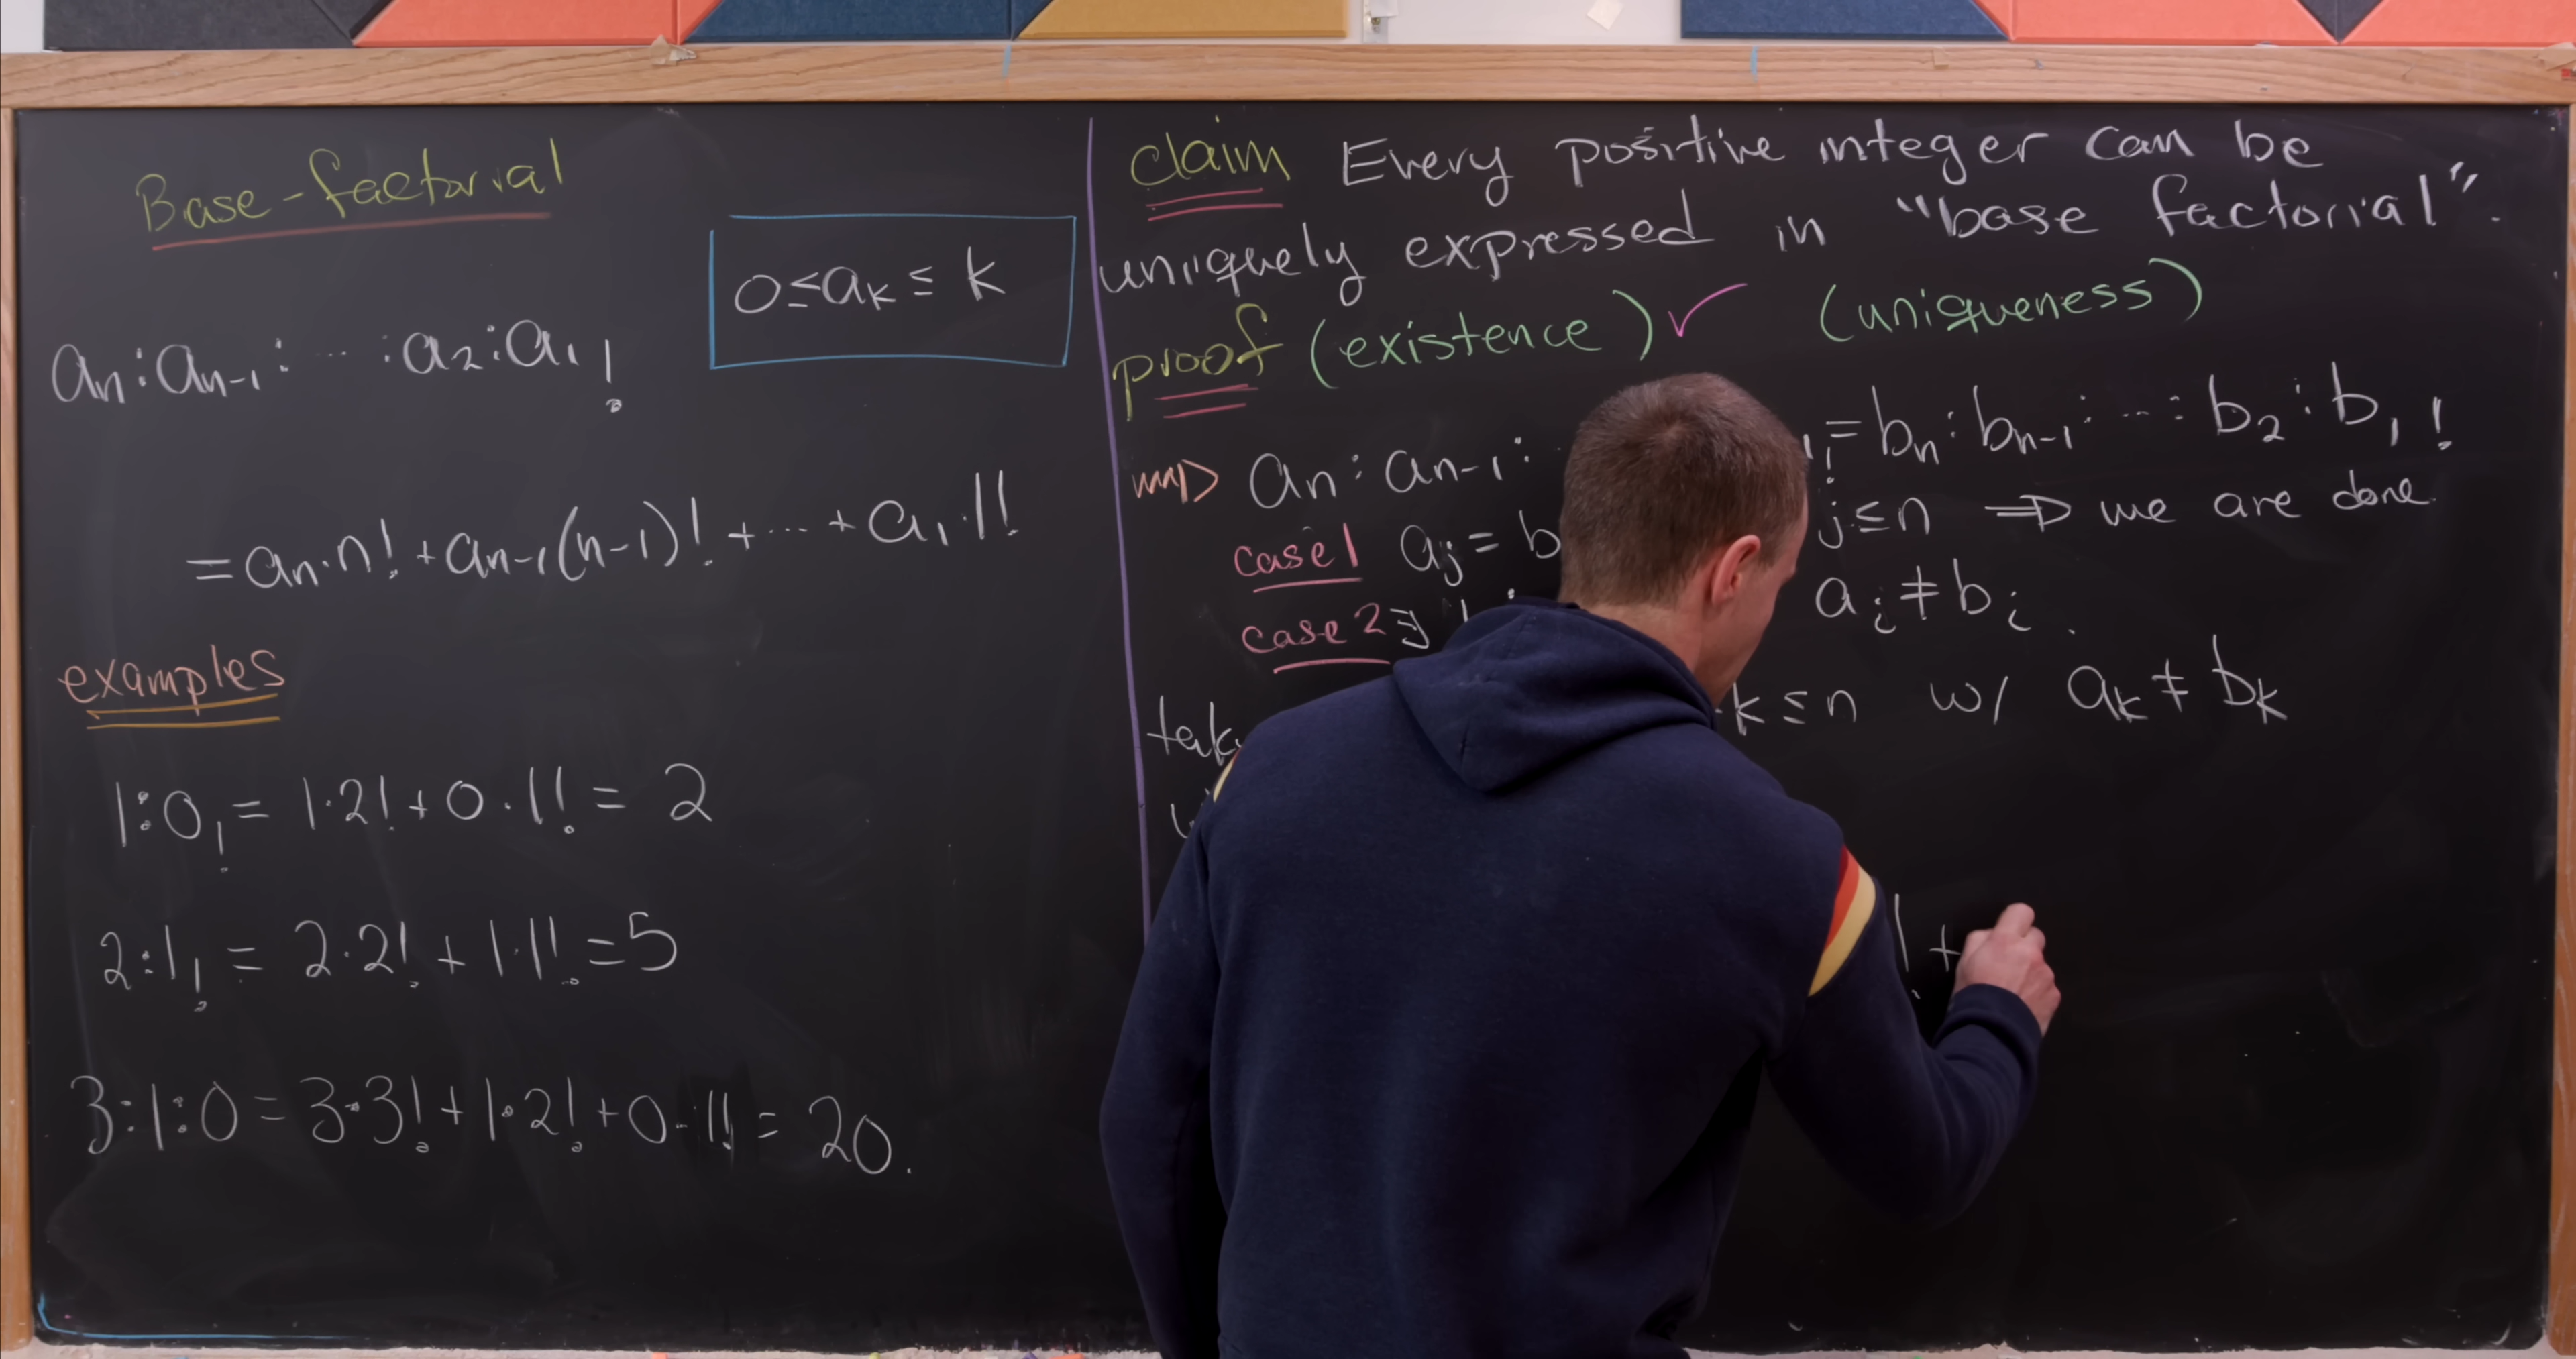 Base-factorial
0≤aₖ≤ k
aₙ:aₙ₋₁: ⋯ :a₂:a₁!
=aₙ·n!+aₙ₋₁(n-1)!+⋯+a₁·1!
examples
1:0! = 1·2!+0·1! = 2
2:1! = 2·2!+1·1! =5
3:1:0 = 3·3!+1·2!+0·1! = 20.
claim Every positive integer can be
uniquely expressed in "base factorial".
proof (existence)✓ (uniqueness)
⇝ aₙ:aₙ₋₁: ! =bₙ:bₙ₋₁: ⋯ :b₂:b₁!
case 1 aⱼ = b j≤n ⇒ we are done.
case 2 ∃ aᵢ≠bᵢ.
k≤n w/ aₖ≠bₖ
! +